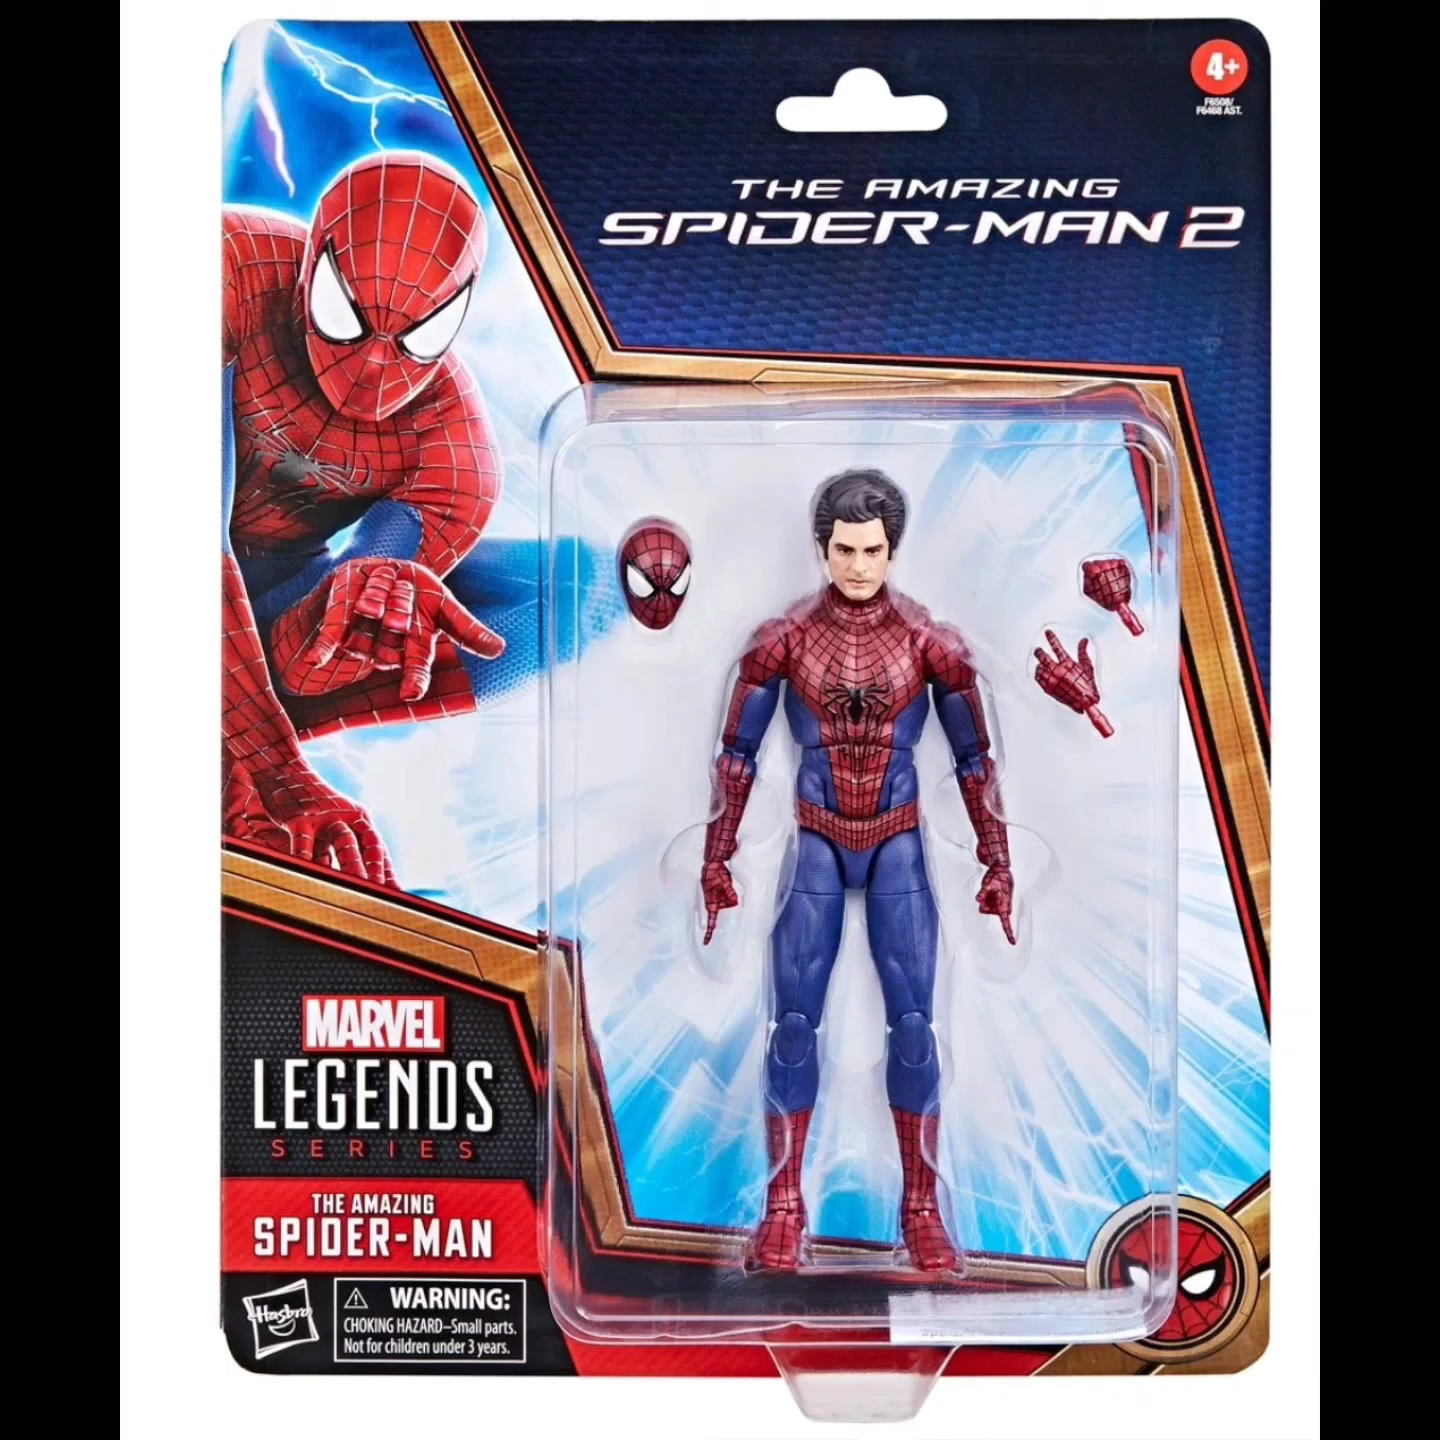 4+
F6508/
F6468 AST.
THE AMAZING
SPIDER-MAN 2
MARVEL
LEGENDS
SERIES
THE AMAZING
SPIDER-MAN
Hasbro
WARNING:
CHOKING HAZARD–Small parts.
Not for children under 3 years.